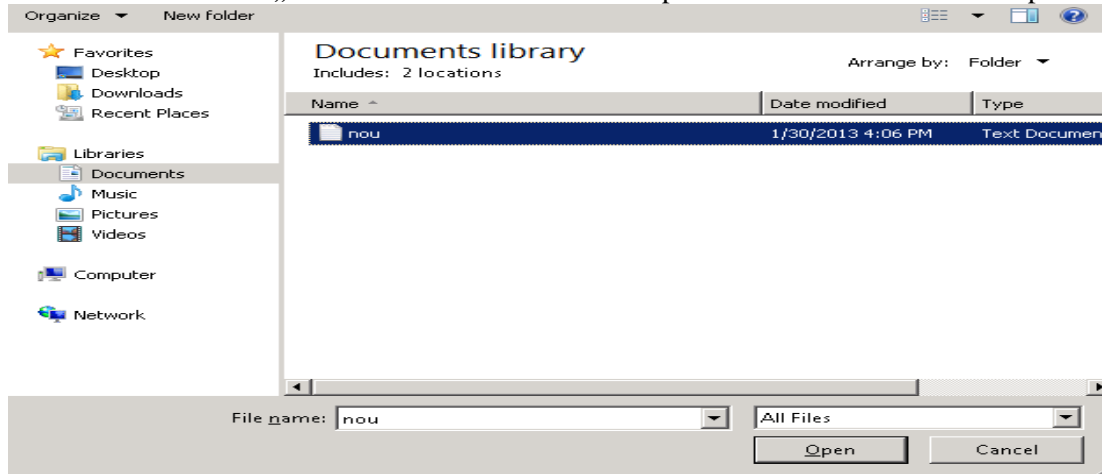 Organize New folder
Favorites
Desktop
Downloads
Recent Places
Libraries
Documents
Music
Pictures
Videos
Computer
Network
Documents library
Includes: 2 locations
Arrange by: Folder
Name Date modified Type
nou 1/30/2013 4:06 PM Text Documen
File name: nou All Files
Open Cancel